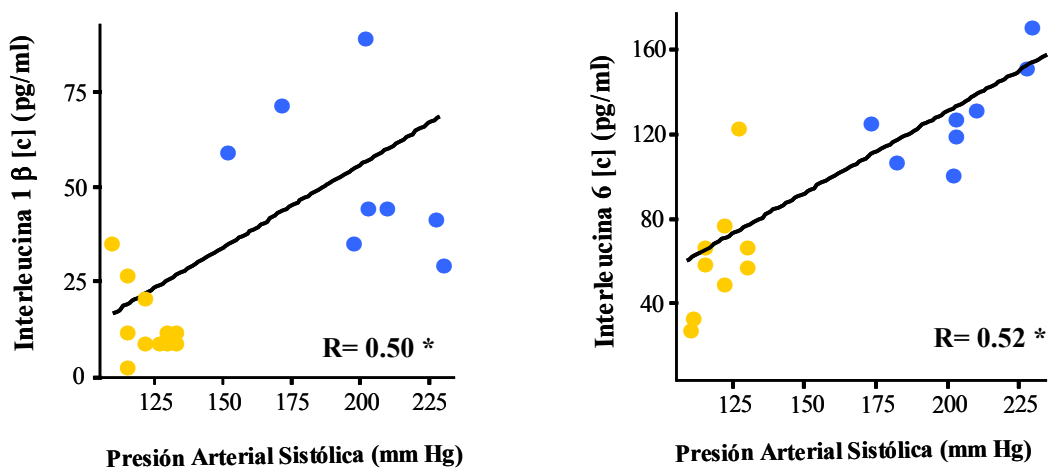 Interleucina 1 β [c] (pg/ml)
75
50
25
0
R= 0.50 *
125 150 175 200 225
Presión Arterial Sistólica (mm Hg)
Interleucina 6 [c] (pg/ml)
160
120
80
40
R= 0.52 *
125 150 175 200 225
Presión Arterial Sistólica (mm Hg)